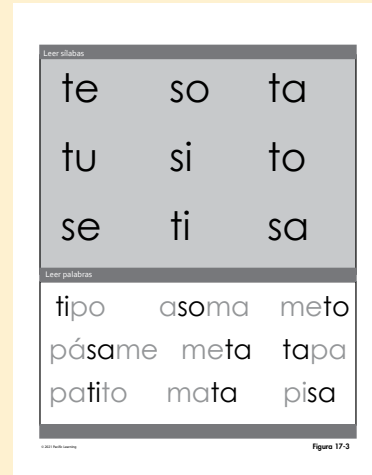 Leer sílabas
te so ta
tu si to
se ti sa
Leer palabras
tipo asoma meto
pásame meta tapa
patito mata pisa
© 2021 Pacific Learning
Figura 17-3